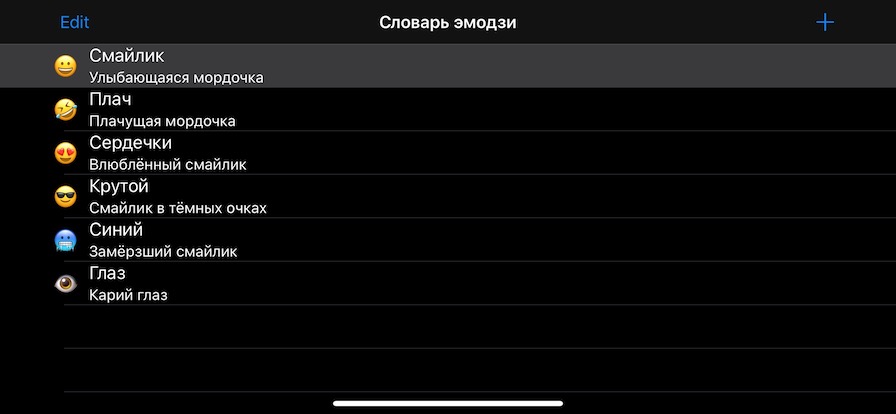 Edit
Словарь эмодзи
+
😀
Смайлик
Улыбающаяся мордочка
🤣
Плач
Плачущая мордочка
😍
Сердечки
Влюблённый смайлик
😎
Крутой
Смайлик в тёмных очках
🥶
Синий
Замёрзший смайлик
👁
Глаз
Карий глаз